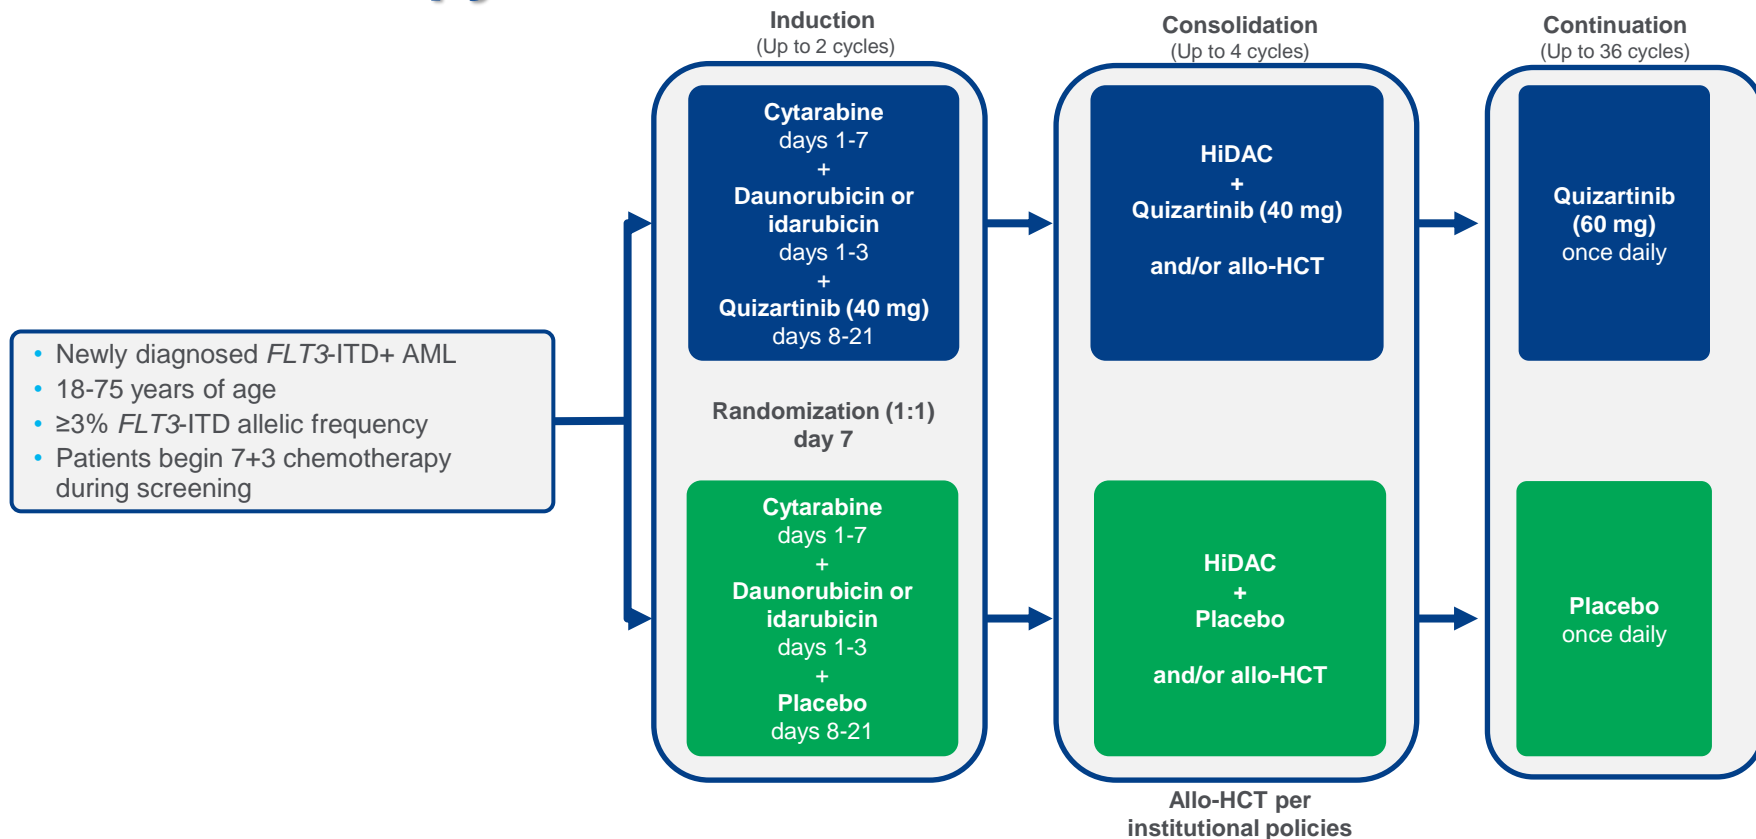 Induction
(Up to 2 cycles)
Consolidation
(Up to 4 cycles)
Continuation
(Up to 36 cycles)
• Newly diagnosed FLT3-ITD+ AML
• 18-75 years of age
• ≥3% FLT3-ITD allelic frequency
• Patients begin 7+3 chemotherapy
during screening
Cytarabine
days 1-7
+
Daunorubicin or
idarubicin
days 1-3
+
Quizartinib (40 mg)
days 8-21
Randomization (1:1)
day 7
Cytarabine
days 1-7
+
Daunorubicin or
idarubicin
days 1-3
+
Placebo
days 8-21
HiDAC
+
Quizartinib (40 mg)
and/or allo-HCT
HiDAC
+
Placebo
and/or allo-HCT
Allo-HCT per
institutional policies
Quizartinib
(60 mg)
once daily
Placebo
once daily